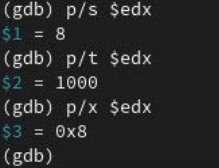 (gdb) p/s $edx
$1 = 8
(gdb) p/t $edx
$2 = 1000
(gdb) p/x $edx
$3 = 0x8
(gdb)